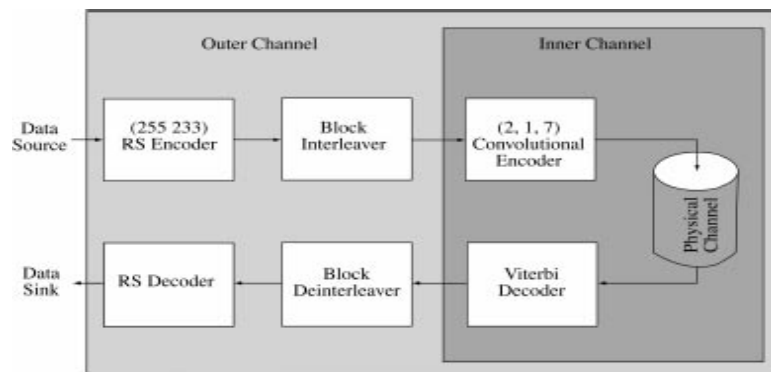 Outer Channel
Inner Channel
Data
Source
(255 233)
RS Encoder
Block
Interleaver
(2, 1, 7)
Convolutional
Encoder
Physical
Channel
Data
Sink
RS Decoder
Block
Deinterleaver
Viterbi
Decoder